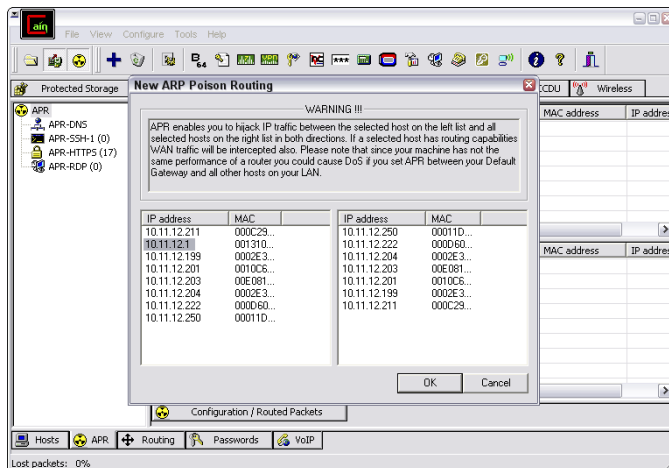 Cain
File View Configure Tools Help
B64
Protected Storage
CCDU
Wireless
New ARP Poison Routing
APR
APR-DNS
APR-SSH-1 (0)
APR-HTTPS (17)
APR-RDP (0)
WARNING !!!
APR enables you to hijack IP traffic between the selected host on the left list and all
selected hosts on the right list in both directions. If a selected host has routing capabilities
WAN traffic will be intercepted also. Please note that since your machine has not the
same performance of a router you could cause DoS if you set APR between your Default
Gateway and all other hosts on your LAN.
IP address MAC
10.11.12.211 000C29...
10.11.12.1 001310...
10.11.12.199 0002E3...
10.11.12.201 0010C6...
10.11.12.203 00E081...
10.11.12.204 0002E3...
10.11.12.222 000D60...
10.11.12.250 00011D...
IP address MAC
10.11.12.250 00011D...
10.11.12.222 000D60...
10.11.12.204 0002E3...
10.11.12.203 00E081...
10.11.12.201 0010C6...
10.11.12.199 0002E3...
10.11.12.211 000C29...
OK Cancel
MAC address IP addre
MAC address IP addre
Configuration / Routed Packets
Hosts APR Routing Passwords VoIP
Lost packets: 0%